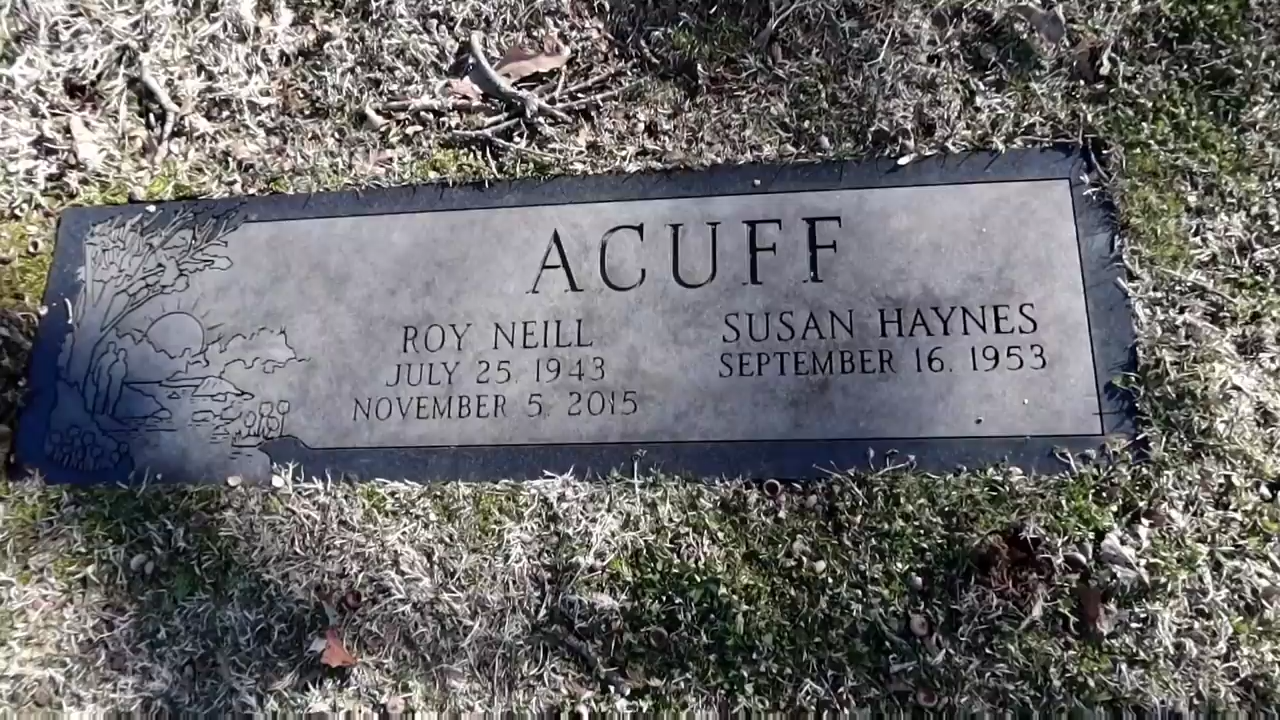 ACUFF
ROY NEILL
JULY 25, 1943
NOVEMBER 5, 2015
SUSAN HAYNES
SEPTEMBER 16, 1953